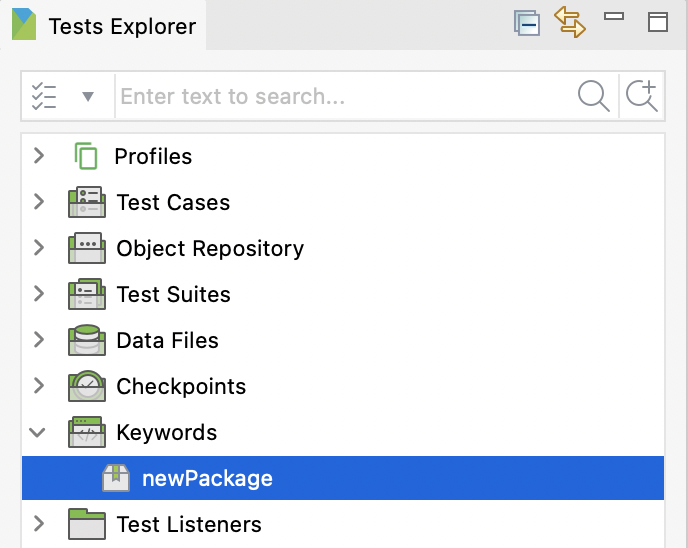 Tests Explorer
Enter text to search...
Profiles
Test Cases
Object Repository
Test Suites
Data Files
Checkpoints
Keywords
newPackage
Test Listeners